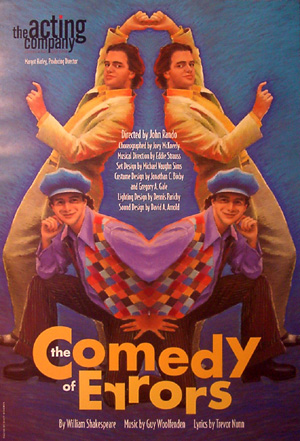 the acting
company
Margot Harley, Producing Director
Directed by John Rando
Choreographed by Joey McKneely
Musical Direction by Eddie Strauss
Set Design by Michael Vaughn Sims
Costume Design by Jonathan C. Bixby
and Gregory A. Gale
Lighting Design by Dennis Parichy
Sound Design by David A. Arnold
the Comedy
of Errors
By William Shakespeare
Music by Guy Woolfenden
Lyrics by Trevor Nunn